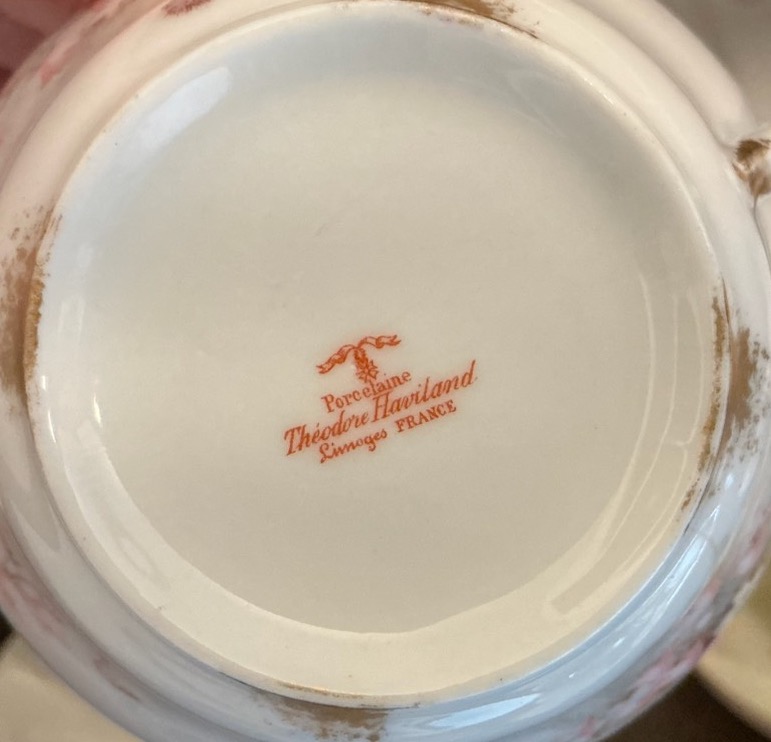 Porcelaine
Théodore Haviland
Limoges FRANCE